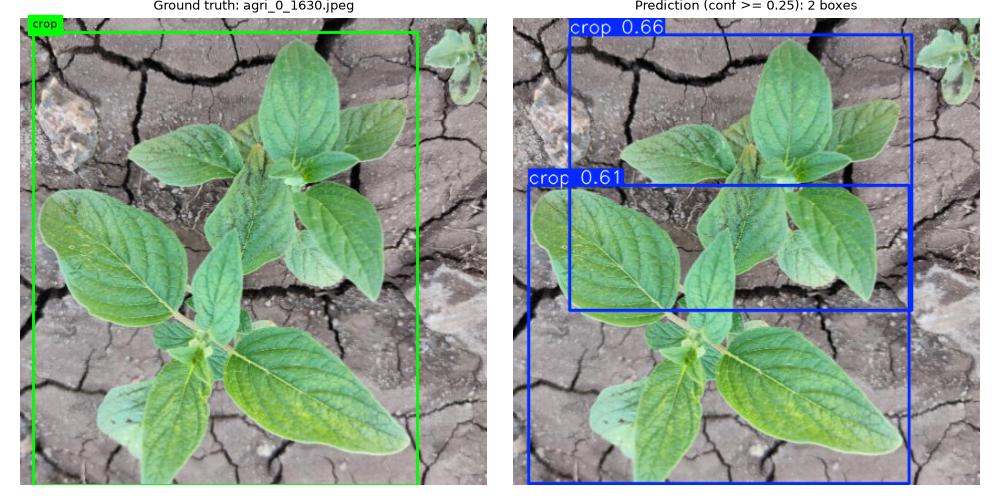 Ground truth: agri_0_1630.jpeg
crop
Prediction (conf >= 0.25): 2 boxes
crop 0.66
crop 0.61